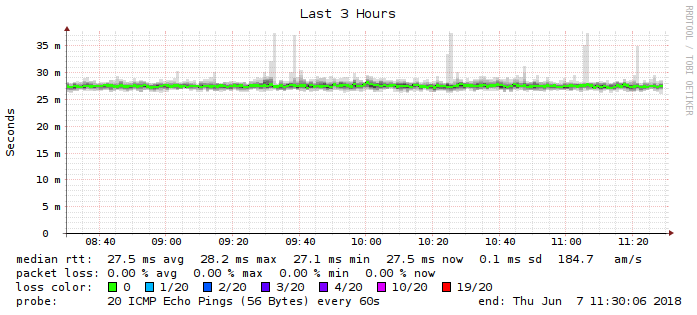 Last 3 Hours
RRDTOOL / TOBI OETIKER
Seconds
35 m
30 m
25 m
20 m
15 m
10 m
5 m
0
08:40 09:00 09:20 09:40 10:00 10:20 10:40 11:00 11:20
median rtt: 27.5 ms avg 28.2 ms max 27.1 ms min 27.5 ms now 0.1 ms sd 184.7 am/s
packet loss: 0.00 % avg 0.00 % max 0.00 % min 0.00 % now
loss color: 0 1/20 2/20 3/20 4/20 10/20 19/20
probe: 20 ICMP Echo Pings (56 Bytes) every 60s end: Thu Jun 7 11:30:06 2018